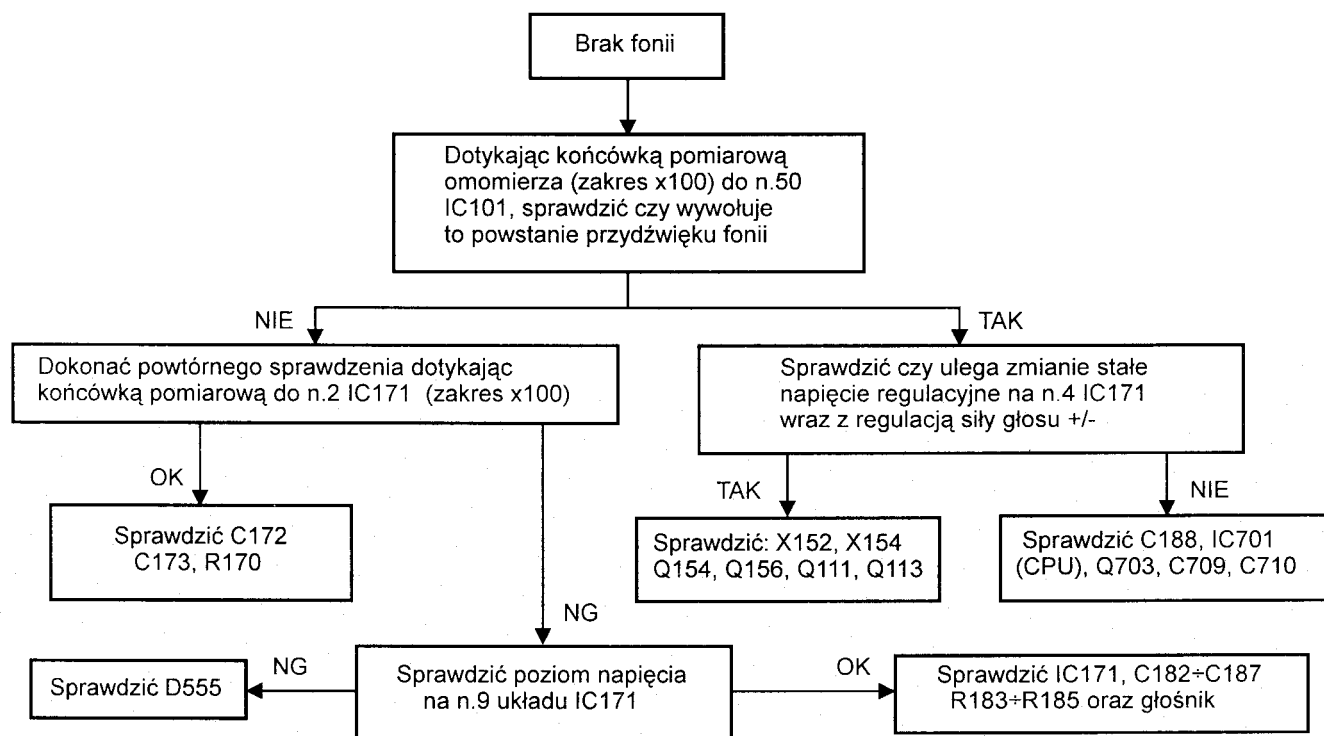 Brak fonii
Dotykając końcówką pomiarową
omomierza (zakres x100) do n.50
IC101, sprawdzić czy wywołuje
to powstanie przydźwięku fonii
NIE
TAK
Dokonać powtórnego sprawdzenia dotykając
końcówką pomiarową do n.2 IC171 (zakres x100)
Sprawdzić czy ulega zmianie stałe
napięcie regulacyjne na n.4 IC171
wraz z regulacją siły głosu +/-
OK
TAK
NIE
Sprawdzić C172
C173, R170
Sprawdzić: X152, X154
Q154, Q156, Q111, Q113
Sprawdzić C188, IC701
(CPU), Q703, C709, C710
NG
Sprawdzić D555
NG
Sprawdzić poziom napięcia
na n.9 układu IC171
OK
Sprawdzić IC171, C182÷C187
R183÷R185 oraz głośnik